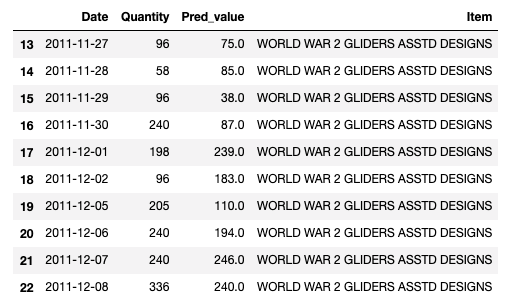 Date Quantity Pred_value Item
13 2011-11-27 96 75.0 WORLD WAR 2 GLIDERS ASSTD DESIGNS
14 2011-11-28 58 85.0 WORLD WAR 2 GLIDERS ASSTD DESIGNS
15 2011-11-29 96 38.0 WORLD WAR 2 GLIDERS ASSTD DESIGNS
16 2011-11-30 240 87.0 WORLD WAR 2 GLIDERS ASSTD DESIGNS
17 2011-12-01 198 239.0 WORLD WAR 2 GLIDERS ASSTD DESIGNS
18 2011-12-02 96 183.0 WORLD WAR 2 GLIDERS ASSTD DESIGNS
19 2011-12-05 205 110.0 WORLD WAR 2 GLIDERS ASSTD DESIGNS
20 2011-12-06 240 194.0 WORLD WAR 2 GLIDERS ASSTD DESIGNS
21 2011-12-07 240 246.0 WORLD WAR 2 GLIDERS ASSTD DESIGNS
22 2011-12-08 336 240.0 WORLD WAR 2 GLIDERS ASSTD DESIGNS